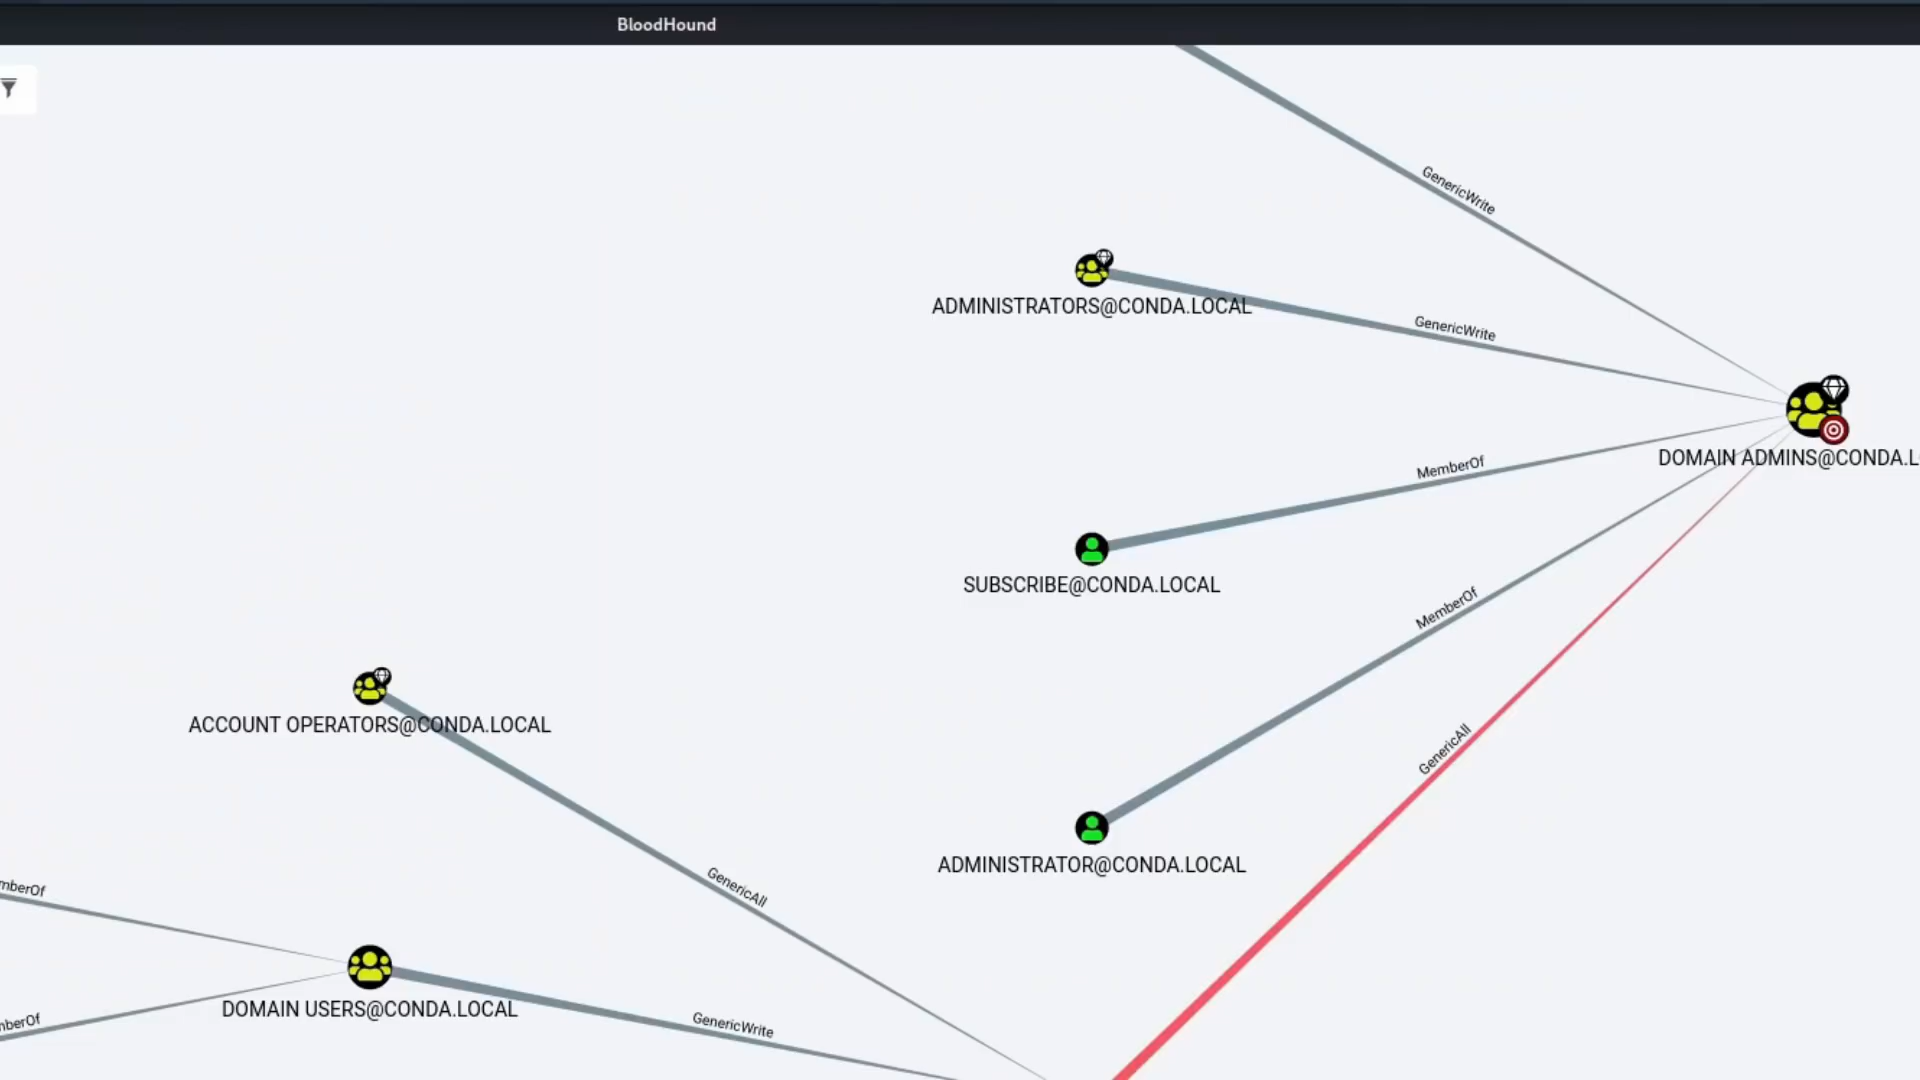 BloodHound
GenericWrite
ADMINISTRATORS@CONDA.LOCAL
GenericWrite
DOMAIN ADMINS@CONDA.L
MemberOf
SUBSCRIBE@CONDA.LOCAL
MemberOf
ACCOUNT OPERATORS@CONDA.LOCAL
GenericAll
ADMINISTRATOR@CONDA.LOCAL
GenericAll
mberOf
DOMAIN USERS@CONDA.LOCAL
mberOf
GenericWrite